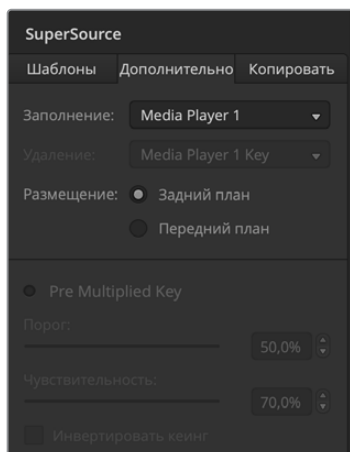 SuperSource
Шаблоны Дополнительно Копировать
Заполнение: Media Player 1
Удаление: Media Player 1 Key
Размещение: Задний план
Передний план
Pre Multiplied Key
Порог:
50,0%
Чувствительность:
70,0%
Инвертировать кеинг